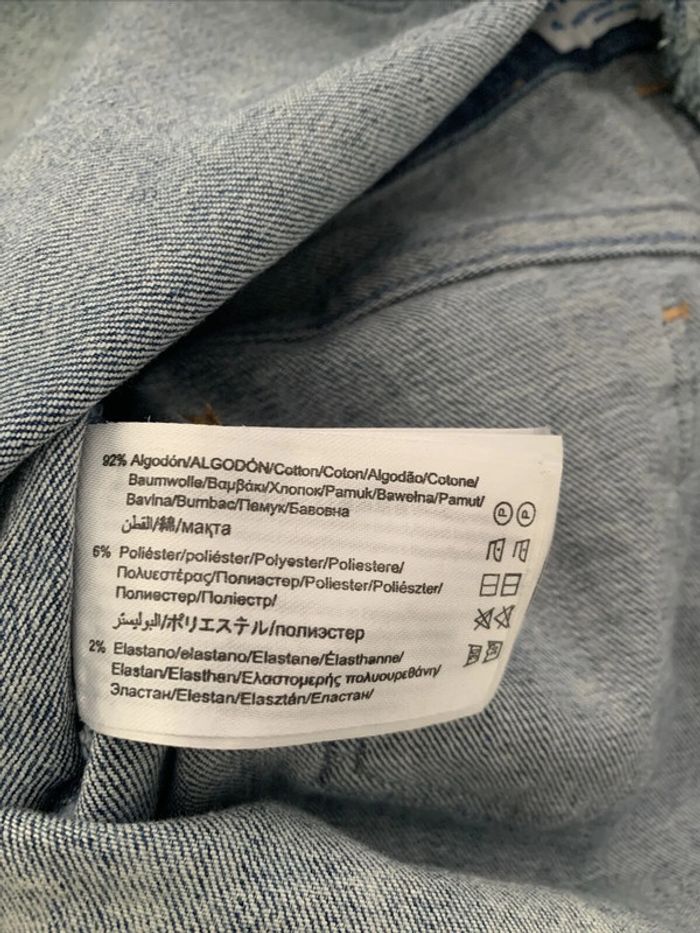 92% Algodón/ALGODÓN/Cotton/Coton/Algodão/Cotone/
Baumwolle/Βαμβάκι/Хлопок/Pamuk/Bawełna/Pamut/
Bavlna/Bumbac/Памук/Бавовна
القطن/綿/мақта
6% Poliéster/poliéster/Polyester/Poliestere/
Πολυεστέρας/Полиэстер/Poliester/Poliészter/
Полиестер/Поліестр/
البوليستر/ポリエステル/полиэстер
2% Elastano/elastano/Elastane/Élasthanne/
Elastan/Elasthan/Ελαστομερής πολυουρεθάνη/
Эластан/Elestan/Elasztán/Еластан/
P P